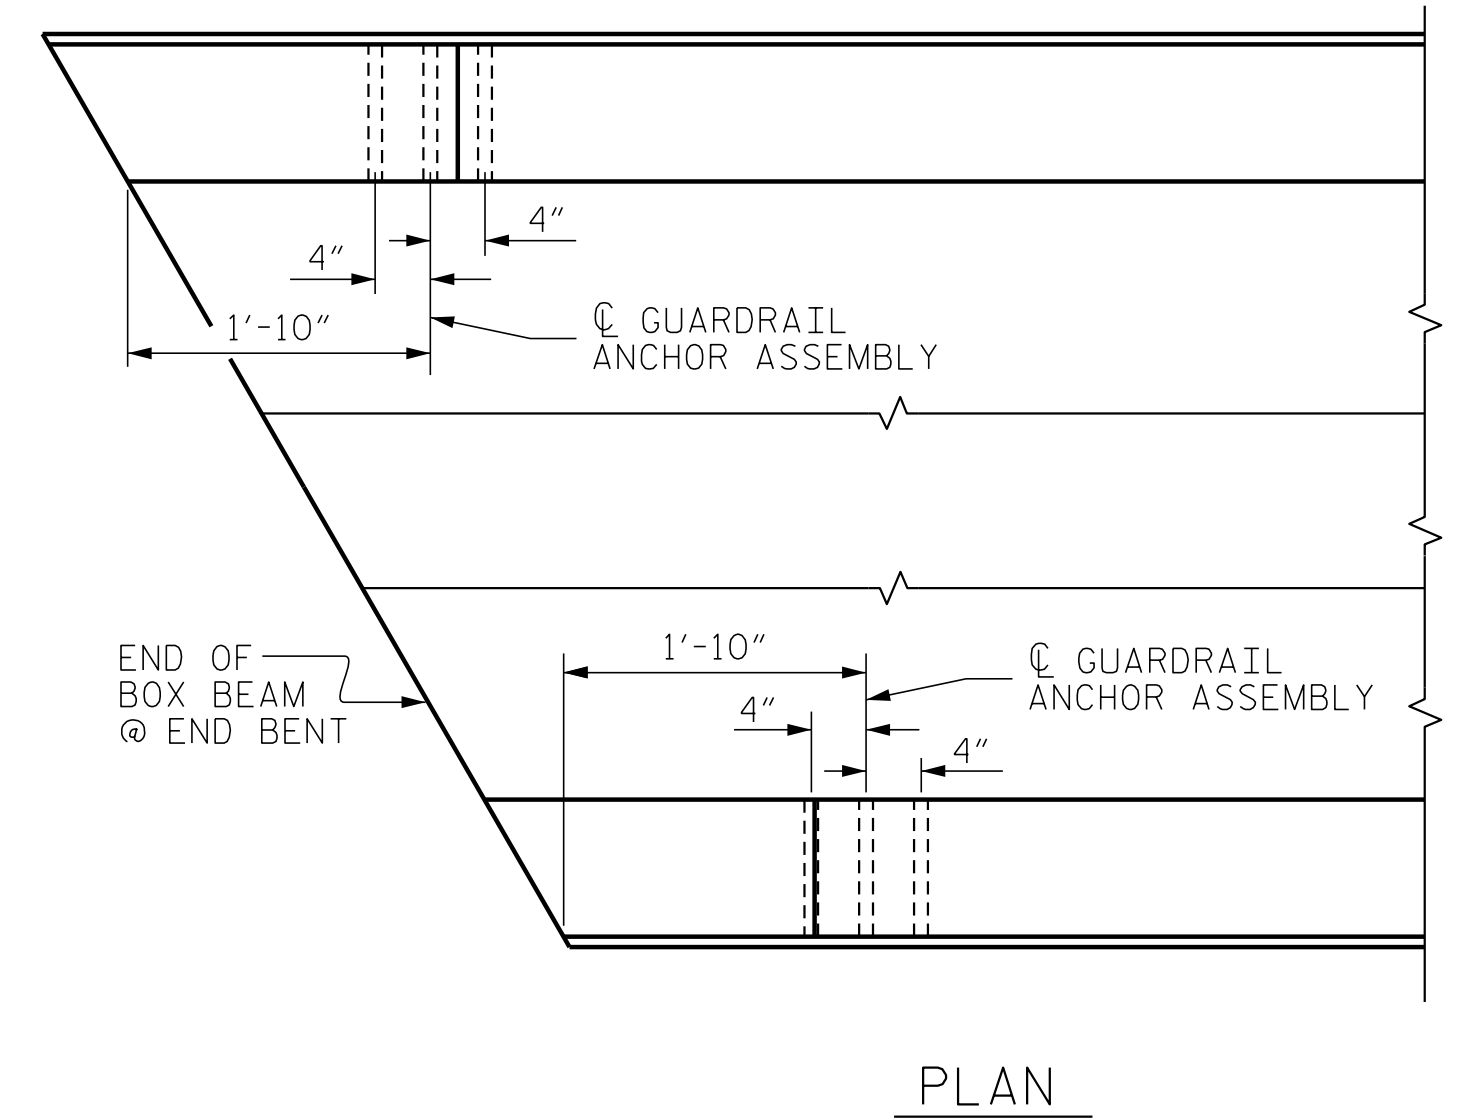 4"
4"
1'-10"
℄ GUARDRAIL
ANCHOR ASSEMBLY
END OF
BOX BEAM
@ END BENT
1'-10"
℄ GUARDRAIL
ANCHOR ASSEMBLY
4"
4"
PLAN